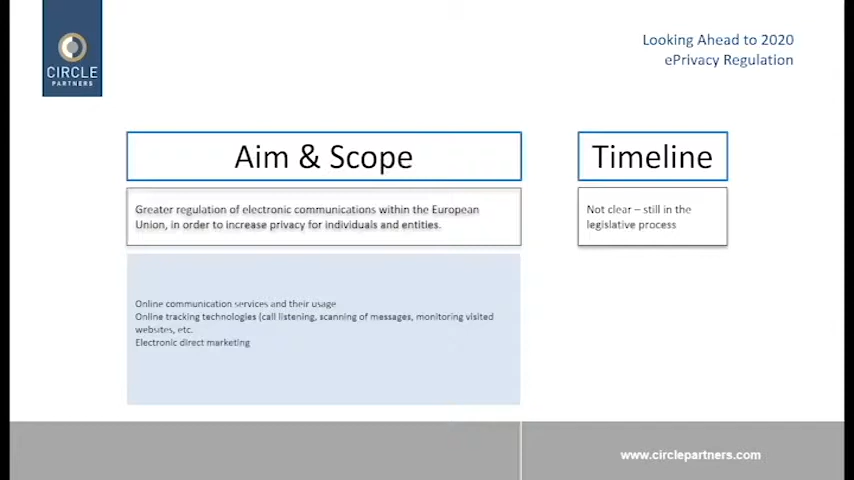 CIRCLE
PARTNERS
Looking Ahead to 2020
ePrivacy Regulation
Aim & Scope
Greater regulation of electronic communications within the European
Union, in order to increase privacy for individuals and entities.
Online communication services and their usage
Online tracking technologies (call listening, scanning of messages, monitoring visited
websites, etc.
Electronic direct marketing
Timeline
Not clear – still in the
legislative process
www.circlepartners.com